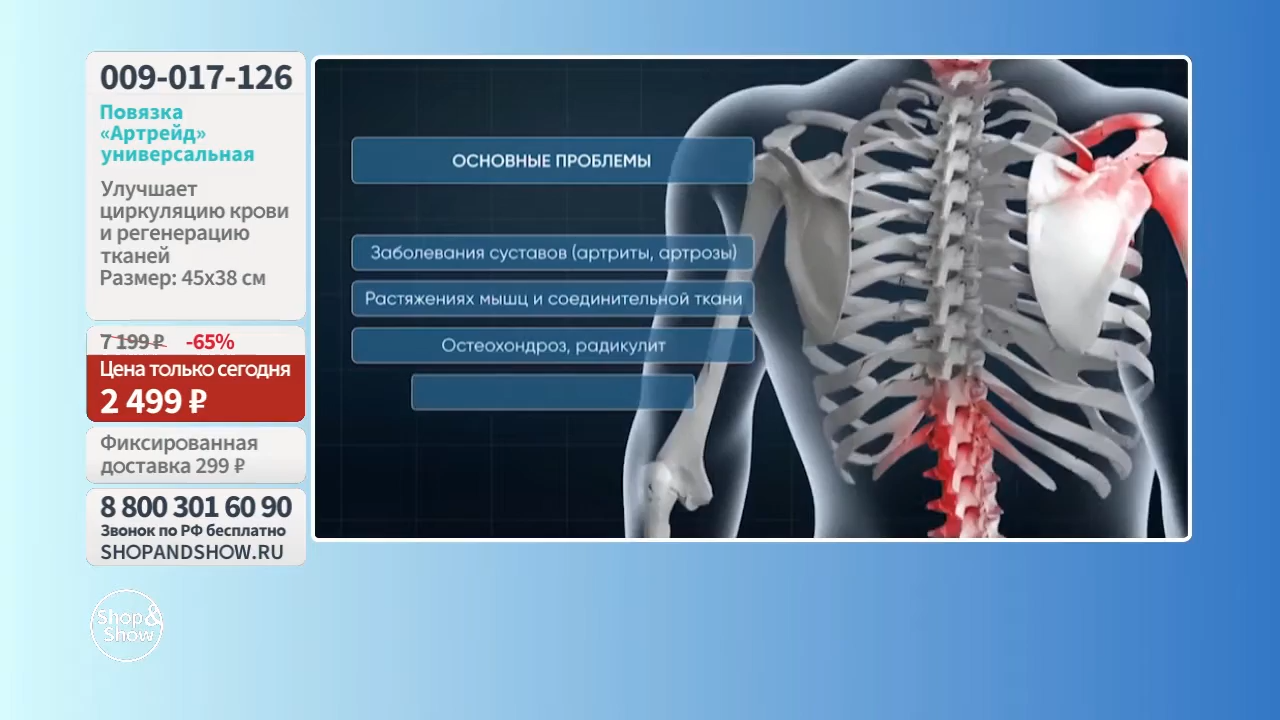 009-017-126
Повязка
«Артрейд»
универсальная
Улучшает
циркуляцию крови
и регенерацию
тканей
Размер: 45х38 см
7 199 ₽ -65%
Цена только сегодня
2 499 ₽
Фиксированная
доставка 299 ₽
8 800 301 60 90
Звонок по РФ бесплатно
SHOPANDSHOW.RU
Shop&
Show
ОСНОВНЫЕ ПРОБЛЕМЫ
Заболевания суставов (артриты, артрозы)
Растяжениях мышц и соединительной ткани
Остеохондроз, радикулит